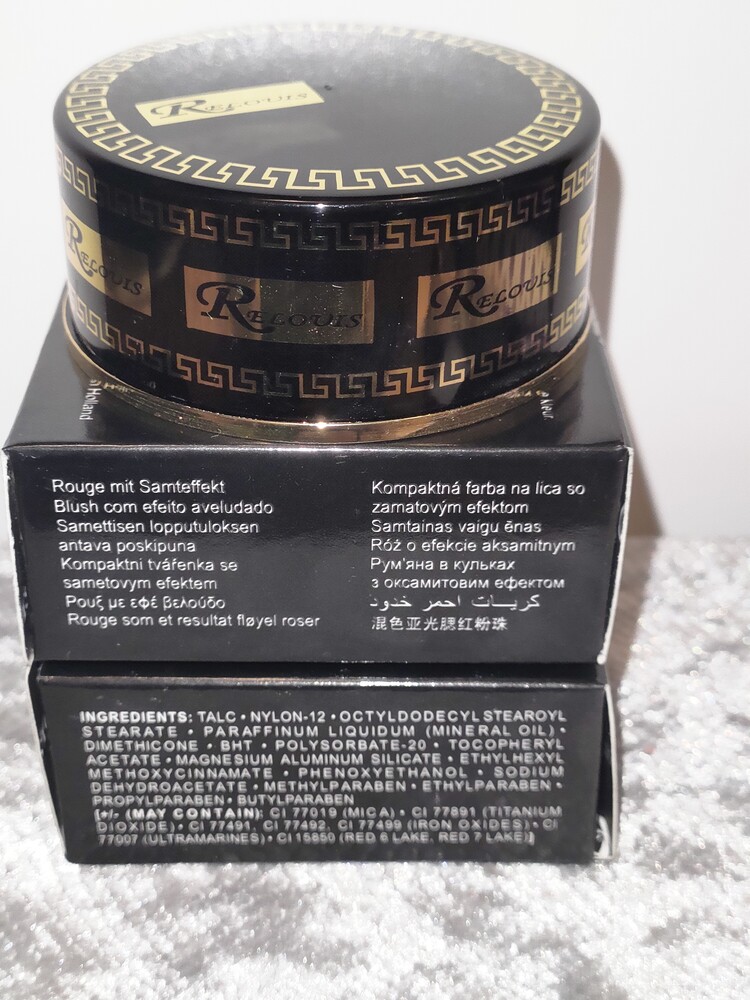 RELOUIS
RELOUIS
RELOUIS
RELOUIS
Holland
Rouge mit Samteffekt
Blush com efeito aveludado
Samettisen lopputuloksen
antava poskipuna
Kompaktni tvářenka se
sametovym efektem
Ρουξ με εφέ βελούδο
Rouge som et resultat fløyel roser
Kompaktná farba na lica so
zamatovým efektom
Samtainas vaigu ēnas
Róż o efekcie aksamitnym
Рум'яна в кульках
з оксамитовим ефектом
كريات احمر خدود
混色亚光腮红粉珠
INGREDIENTS: TALC • NYLON-12 • OCTYLDODECYL STEAROYL
STEARATE • PARAFFINUM LIQUIDUM (MINERAL OIL) •
DIMETHICONE • BHT • POLYSORBATE-20 • TOCOPHERYL
ACETATE • MAGNESIUM ALUMINUM SILICATE • ETHYLHEXYL
METHOXYCINNAMATE • PHENOXYETHANOL • SODIUM
DEHYDROACETATE • METHYLPARABEN • ETHYLPARABEN •
PROPYLPARABEN • BUTYLPARABEN
[+/- (MAY CONTAIN): CI 77019 (MICA) • CI 77891 (TITANIUM
DIOXIDE) • CI 77491, CI 77492, CI 77499 (IRON OXIDES) • CI
77007 (ULTRAMARINES) • CI 15850 (RED 6 LAKE, RED 7 LAKE)]